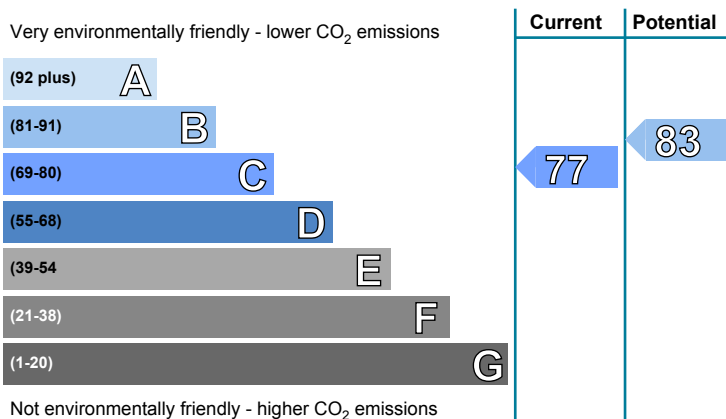 Current Potential
Very environmentally friendly - lower CO2 emissions
(92 plus) A
(81-91) B
83
(69-80) C
77
(55-68) D
(39-54 E
(21-38) F
(1-20) G
Not environmentally friendly - higher CO2 emissions